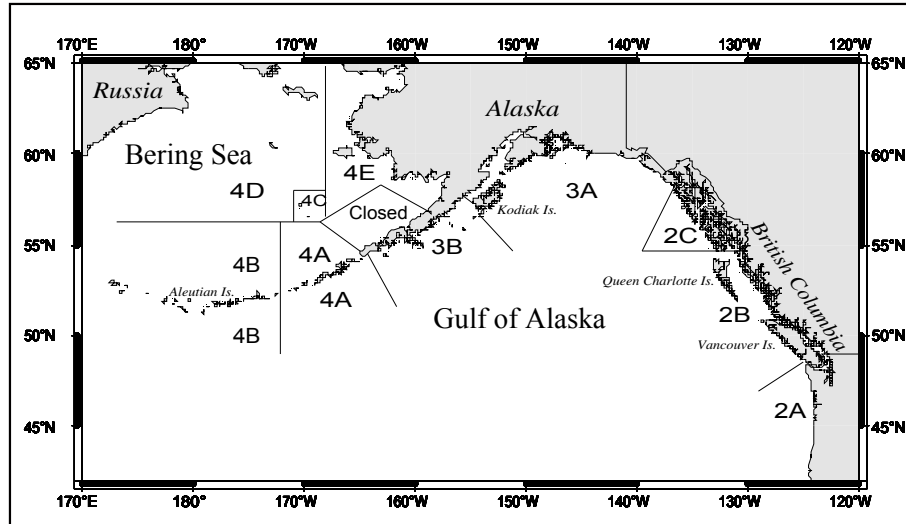 170°E 180° 170°W 160°W 150°W 140°W 130°W 120°W
65°N 65°N
Russia
Alaska
60°N 60°N
Bering Sea
4E
4D
3A
4C
Closed
Kodiak Is.
2C
55°N 55°N
3B
4A
4B
British Columbia
Queen Charlotte Is.
Aleutian Is.
4A
2B
Gulf of Alaska
50°N 50°N
4B
Vancouver Is.
2A
45°N 45°N
170°E 180° 170°W 160°W 150°W 140°W 130°W 120°W